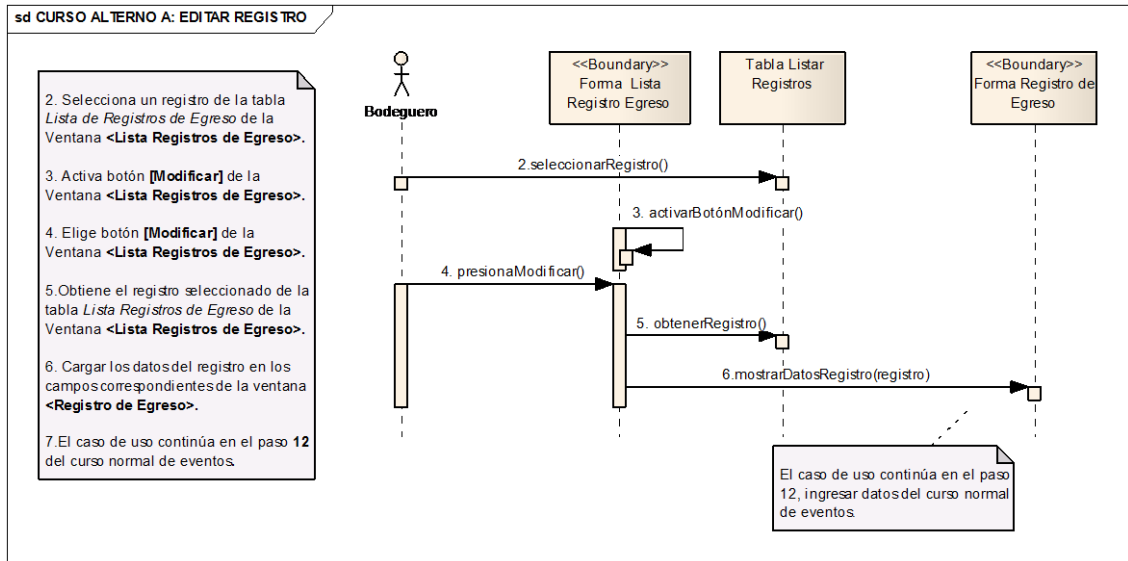 sd CURSO ALTERNO A: EDITAR REGISTRO
2. Selecciona un registro de la tabla
Lista de Registros de Egreso de la
Ventana <Lista Registros de Egreso>.
3. Activa botón [Modificar] de la
Ventana <Lista Registros de Egreso>.
4. Elige botón [Modificar] de la
Ventana <Lista Registros de Egreso>.
5.Obtiene el registro seleccionado de la
tabla Lista Registros de Egreso de la
Ventana <Lista Registros de Egreso>.
6. Cargar los datos del registro en los
campos correspondientes de la ventana
<Registro de Egreso>.
7.El caso de uso continúa en el paso 12
del curso normal de eventos.
Bodeguero
<<Boundary>>
Forma Lista
Registro Egreso
Tabla Listar
Registros
<<Boundary>>
Forma Registro de
Egreso
2.seleccionarRegistro()
3. activarBotónModificar()
4. presionaModificar()
5. obtenerRegistro()
6.mostrarDatosRegistro(registro)
El caso de uso continúa en el paso
12, ingresar datos del curso normal
de eventos.